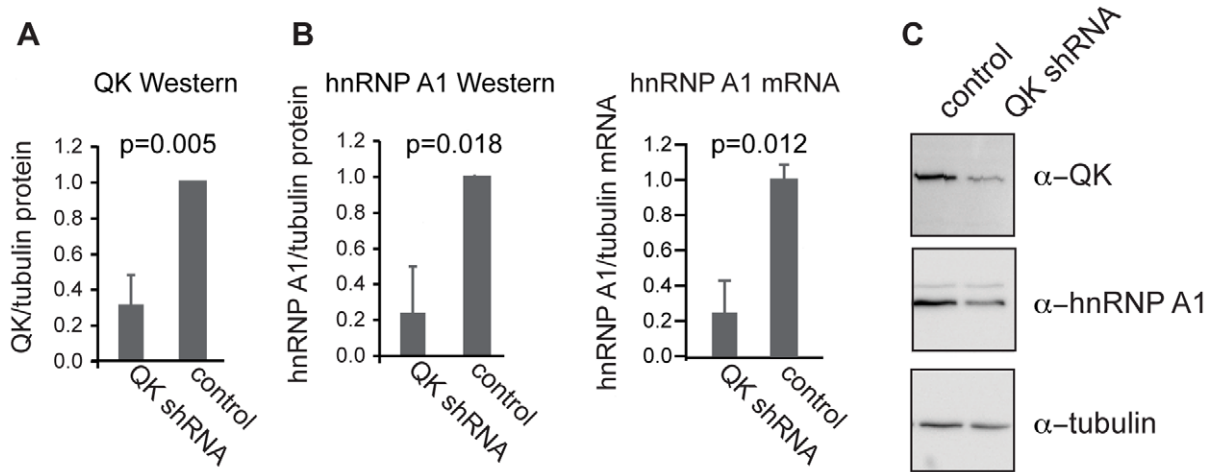 A
QK Western
QK/tubulin protein
p=0.005
1.2
1.0
0.8
0.6
0.4
0.2
0.0
QK shRNA
control
B
hnRNP A1 Western
hnRNP A1/tubulin protein
p=0.018
1.2
1.0
0.8
0.6
0.4
0.2
0.0
QK shRNA
control
hnRNP A1 mRNA
hnRNP A1/tubulin mRNA
p=0.012
1.2
1.0
0.8
0.6
0.4
0.2
0.0
QK shRNA
control
C
control
QK shRNA
α–QK
α–hnRNP A1
α–tubulin